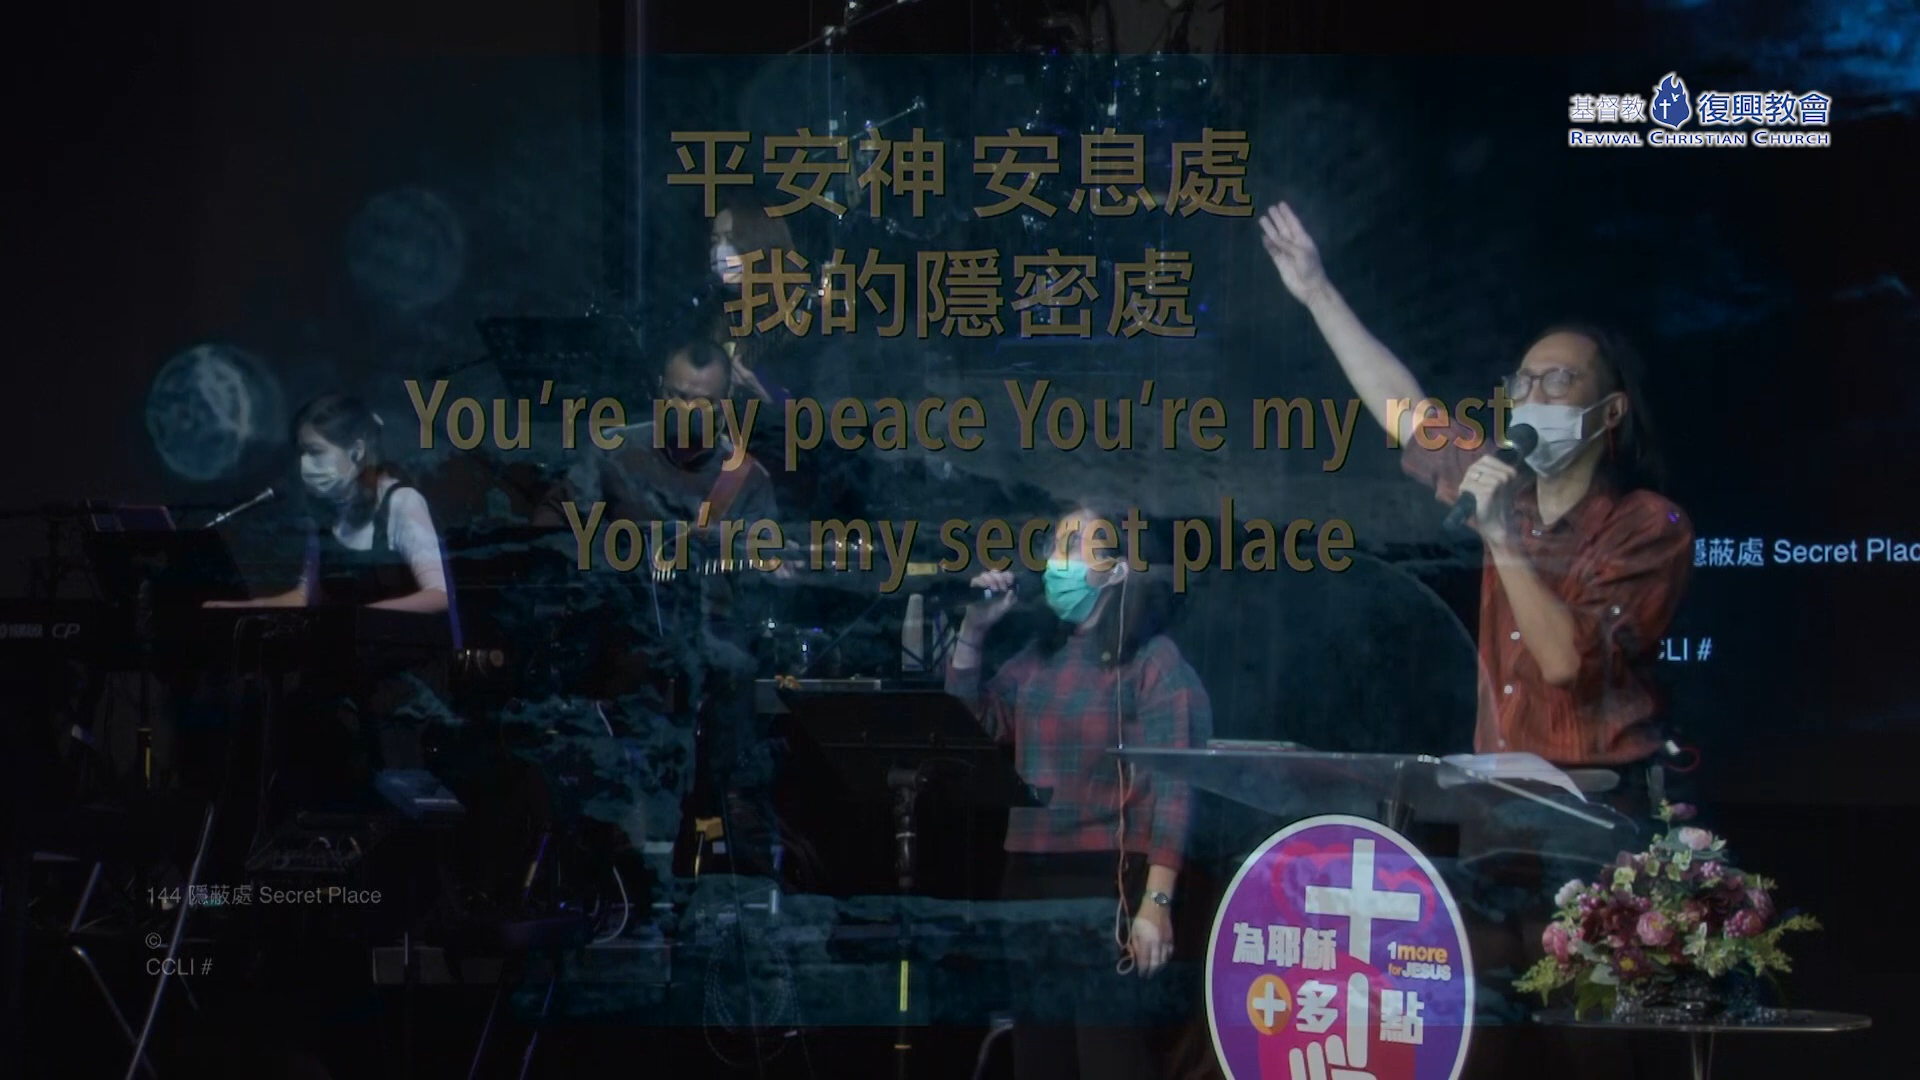 基督教 復興教會
REVIVAL CHRISTIAN CHURCH
平安神 安息處
我的隱密處
You're my peace You're my rest
You're my secret place
隱蔽處 Secret Plac
CLI #
YAMAHA CP
144 隱蔽處 Secret Place
©
CCLI #
為耶穌
1more
for JESUS
+多 點